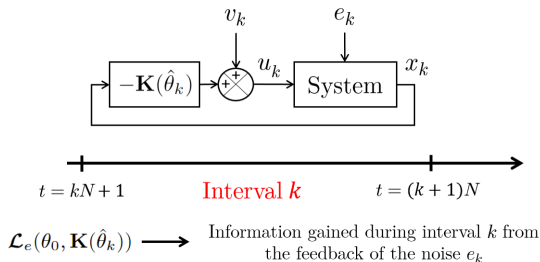 v_k e_k
−K(θ̂_k) + + u_k System x_k
t = kN + 1 Interval k t = (k + 1)N
ℒ_e(θ_0, K(θ̂_k)) ⟶ Information gained during interval k from
the feedback of the noise e_k